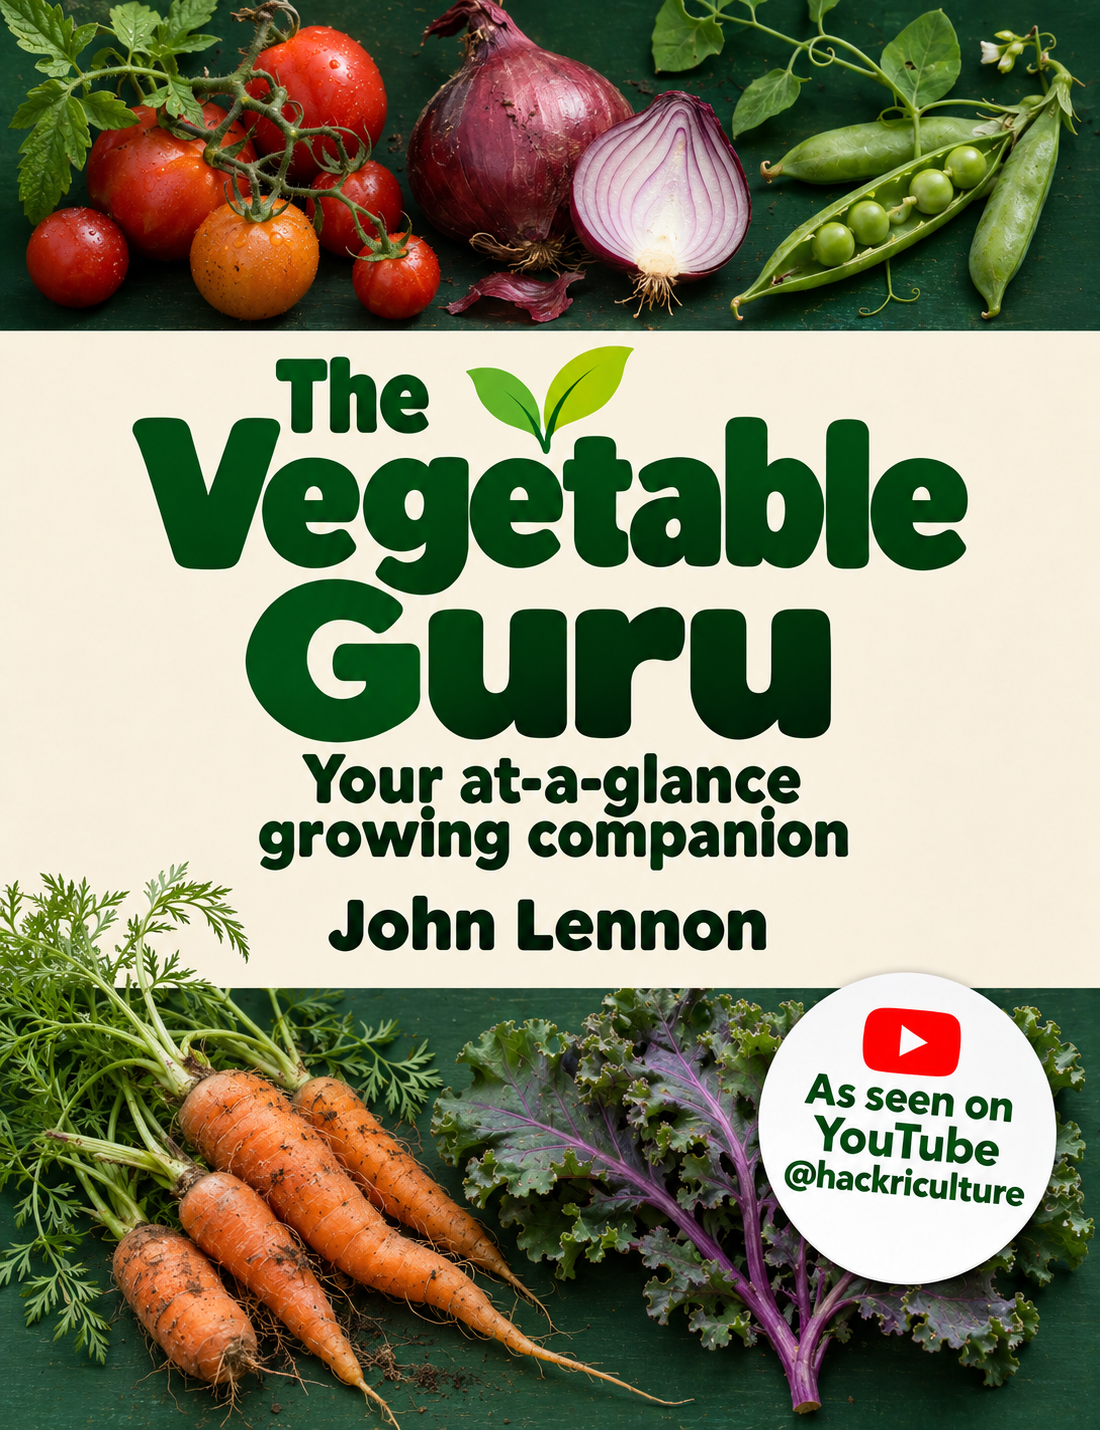 The
Vegetable
Guru
Your at-a-glance
growing companion
John Lennon
As seen on
YouTube
@hackriculture